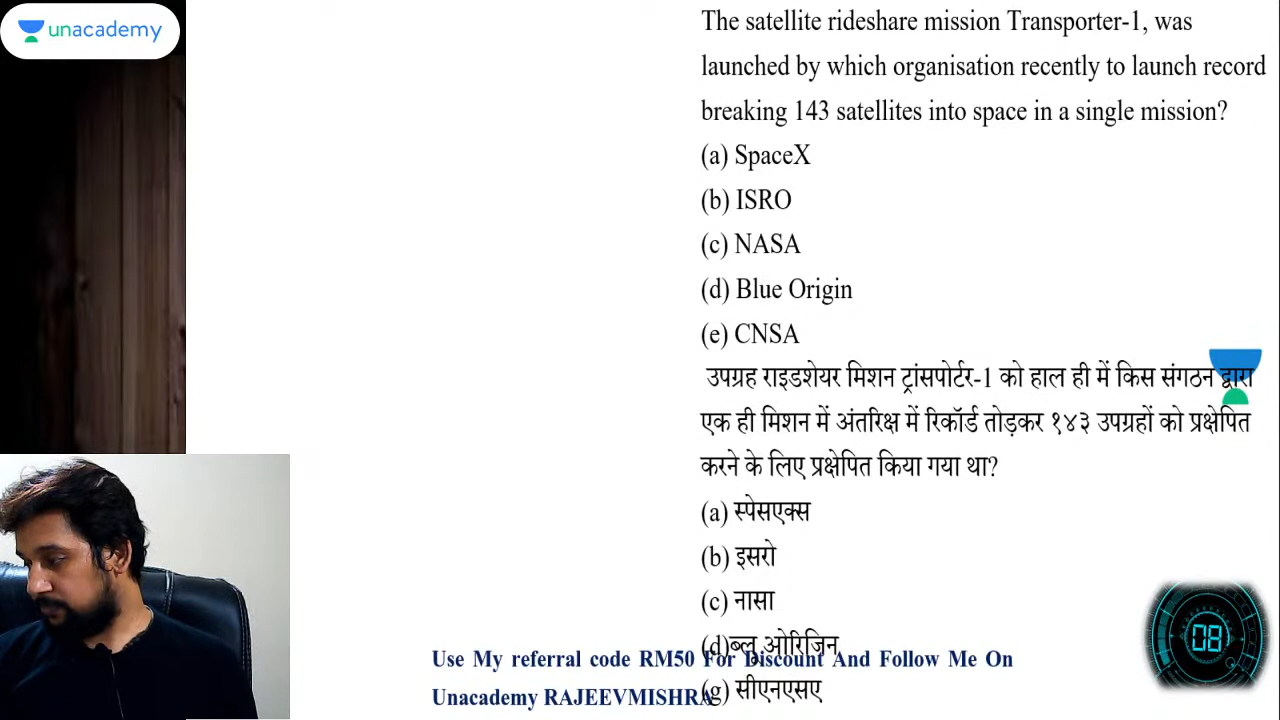 unacademy
The satellite rideshare mission Transporter-1, was
launched by which organisation recently to launch record
breaking 143 satellites into space in a single mission?
(a) SpaceX
(b) ISRO
(c) NASA
(d) Blue Origin
(e) CNSA
उपग्रह राइडशेयर मिशन ट्रांसपोर्टर-1 को हाल ही में किस संगठन द्वारा
एक ही मिशन में अंतरिक्ष में रिकॉर्ड तोड़कर १४३ उपग्रहों को प्रक्षेपित
करने के लिए प्रक्षेपित किया गया था?
(a) स्पेसएक्स
(b) इसरो
(c) नासा
(d)ब्लू ओरिजिन
(g) सीएनएसए
Use My referral code RM50 For Discount And Follow Me On
Unacademy RAJEEVMISHRA
08